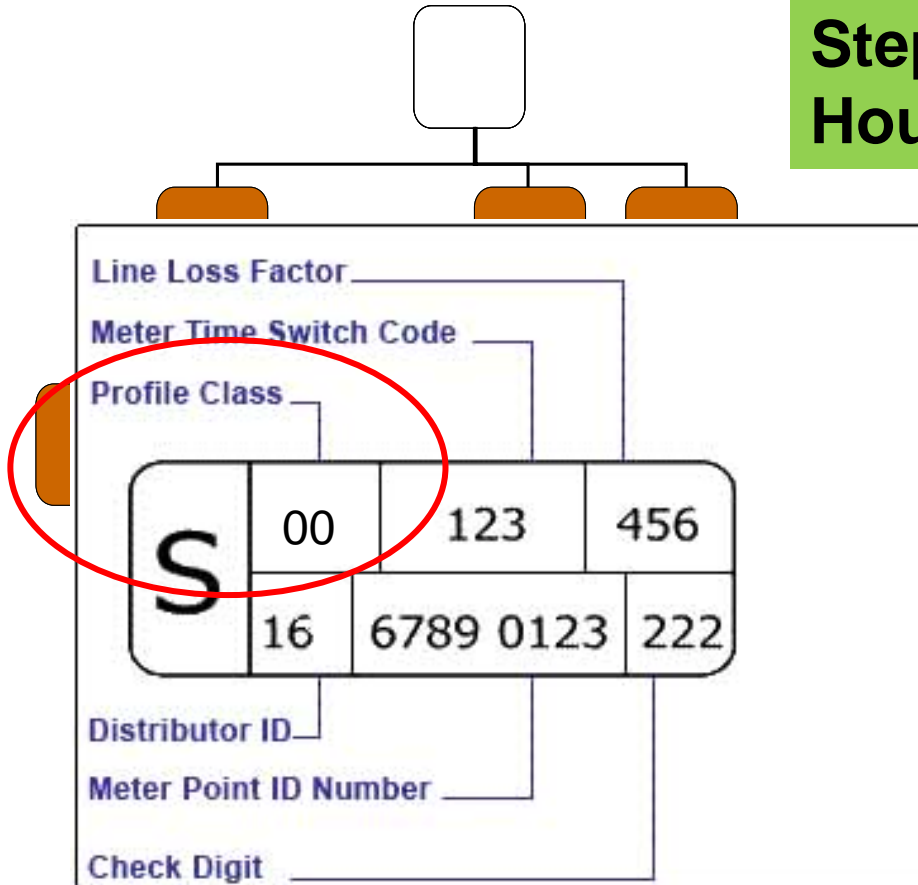 Step
Hou
Line Loss Factor
Meter Time Switch Code
Profile Class
S
00 123 456
16 6789 0123 222
Distributor ID
Meter Point ID Number
Check Digit